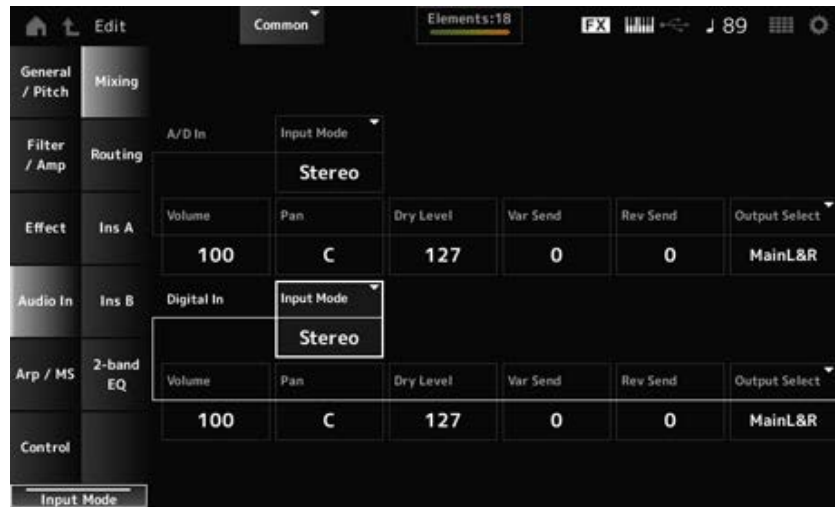 Edit
Common
Elements:18
FX
♩ 89
General / Pitch
Mixing
A/D In
Input Mode
Filter / Amp
Routing
Stereo
Effect
Ins A
Volume
Pan
Dry Level
Var Send
Rev Send
Output Select
100
C
127
0
0
MainL&R
Audio In
Ins B
Digital In
Input Mode
Stereo
Arp / MS
2-band EQ
Volume
Pan
Dry Level
Var Send
Rev Send
Output Select
100
C
127
0
0
MainL&R
Control
Input Mode